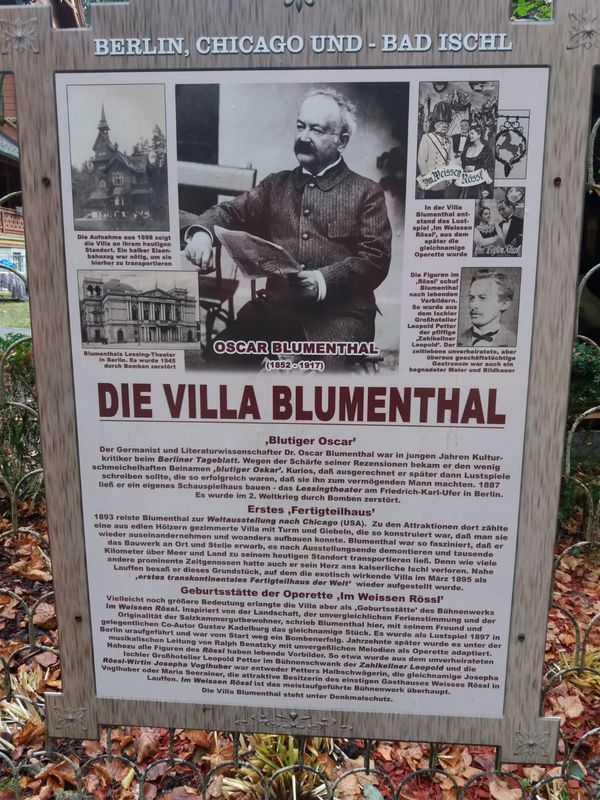 BERLIN, CHICAGO UND - BAD ISCHL
Die Aufnahme aus 1898 zeigt
die Villa an ihrem heutigen
Standort. Ein halber Eisen-
bahnzug war nötig, um sie
hierher zu transportieren
Blumenthals Lessing-Theater
in Berlin. Es wurde 1945
durch Bomben zerstört
OSCAR BLUMENTHAL
(1852 - 1917)
Im Weissen
Rössl
In der Villa
Blumenthal ent-
stand das Lust-
spiel ‚Im Weissen
Rössl', aus dem
später die
gleichnamige
Operette wurde
Die Figuren im
‚Rössl' schuf
Blumenthal
nach lebenden
Vorbildern.
So wurde aus
dem Ischler
Großhotelier
Leopold Petter
der pfiffige
‚Zahlkellner
Leopold'. Der
zeitlebens unverheiratete, aber
überaus geschäftstüchtige
Gastronom war auch ein
begnadeter Maler und Bildhauer
DIE VILLA BLUMENTHAL
‚Blutiger Oscar'
Der Germanist und Literaturwissenschafter Dr. Oscar Blumenthal war in jungen Jahren Kultur-
kritiker beim Berliner Tageblatt. Wegen der Schärfe seiner Rezensionen bekam er den wenig
schmeichelhaften Beinamen ‚blutiger Oskar'. Kurios, daß ausgerechnet er später dann Lustspiele
schreiben sollte, die so erfolgreich waren, daß sie ihn zum vermögenden Mann machten. 1887
ließ er ein eigenes Schauspielhaus bauen - das Lessingtheater am Friedrich-Karl-Ufer in Berlin.
Es wurde im 2. Weltkrieg durch Bomben zerstört.
Erstes ‚Fertigteilhaus'
1893 reiste Blumenthal zur Weltausstellung nach Chicago (USA). Zu den Attraktionen dort zählte
eine aus edlen Hölzern gezimmerte Villa mit Turm und Giebeln, die so konstruiert war, daß man sie
wieder auseinandernehmen und woanders aufbauen konnte. Blumenthal war so fasziniert, daß er
das Bauwerk an Ort und Stelle erwarb, es nach Ausstellungsende demontieren und tausende
Kilometer über Meer und Land zu seinem heutigen Standort transportieren ließ. Denn wie viele
andere prominente Zeitgenossen hatte auch er sein Herz ans kaiserliche Ischl verloren. Nahe
Lauffen besaß er dieses Grundstück, auf dem die exotisch wirkende Villa im März 1895 als
‚erstes transkontinentales Fertigteilhaus der Welt' wieder aufgestellt wurde.
Geburtsstätte der Operette ‚Im Weissen Rössl'
Vielleicht noch größere Bedeutung erlangte die Villa aber als ‚Geburtsstätte' des Bühnenwerks
Im Weissen Rössl. Inspiriert von der Landschaft, der unvergleichlichen Ferienstimmung und der
Originalität der Salzkammergutbewohner, schrieb Blumenthal hier, mit seinem Freund und
gelegentlichen Co-Autor Gustav Kadelburg das gleichnamige Stück. Es wurde als Lustspiel 1897 in
Berlin uraufgeführt und war vom Start weg ein Bombenerfolg. Jahrzehnte später wurde es unter der
musikalischen Leitung von Ralph Benatzky mit unvergeßlichen Melodien als Operette adaptiert.
Nahezu alle Figuren des Rössl haben lebende Vorbilder. So etwa wurde aus dem unverheirateten
Ischler Großhotelier Leopold Petter im Bühnenschwank der Zahlkellner Leopold und die
Rössl-Wirtin Josepha Voglhuber war entweder Petters Halbschwägerin, die gleichnamige Josepha
Voglhuber oder Maria Seerainer, die attraktive Besitzerin des einstigen Gasthauses Weisses Rössl in
Lauffen. Im Weissen Rössl ist das meistaufgeführte Bühnenwerk überhaupt.
Die Villa Blumenthal steht unter Denkmalschutz.